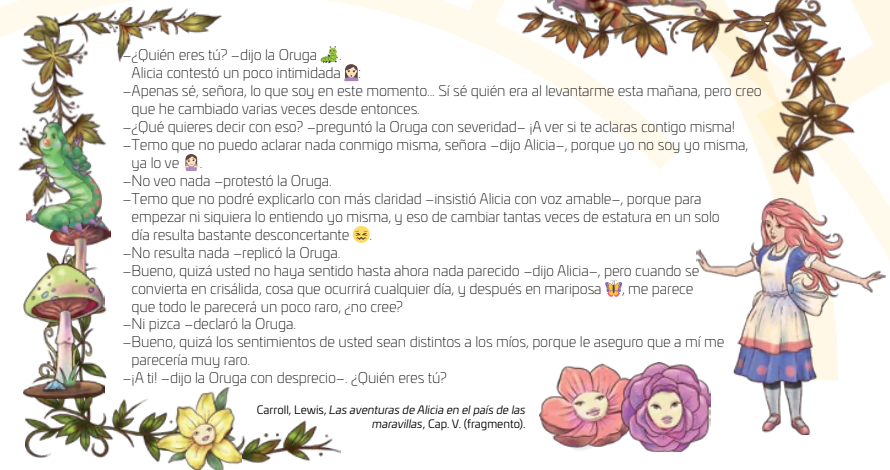 –¿Quién eres tú? –dijo la Oruga 🐛.
Alicia contestó un poco intimidada 🙍🏻‍♀️:
–Apenas sé, señora, lo que soy en este momento... Sí sé quién era al levantarme esta mañana, pero creo
que he cambiado varias veces desde entonces.
–¿Qué quieres decir con eso? –preguntó la Oruga con severidad– ¡A ver si te aclaras contigo misma!
–Temo que no puedo aclarar nada conmigo misma, señora –dijo Alicia–, porque yo no soy yo misma,
ya lo ve 🙍🏻‍♀️.
–No veo nada –protestó la Oruga.
–Temo que no podré explicarlo con más claridad –insistió Alicia con voz amable–, porque para
empezar ni siquiera lo entiendo yo misma, y eso de cambiar tantas veces de estatura en un solo
día resulta bastante desconcertante 😖.
–No resulta nada –replicó la Oruga.
–Bueno, quizá usted no haya sentido hasta ahora nada parecido –dijo Alicia–, pero cuando se
convierta en crisálida, cosa que ocurrirá cualquier día, y después en mariposa 🦋, me parece
que todo le parecerá un poco raro, ¿no cree?
–Ni pizca –declaró la Oruga.
–Bueno, quizá los sentimientos de usted sean distintos a los míos, porque le aseguro que a mí me
parecería muy raro.
–¡A ti! –dijo la Oruga con desprecio–. ¿Quién eres tú?
Carroll, Lewis, Las aventuras de Alicia en el país de las
maravillas, Cap. V. (fragmento).